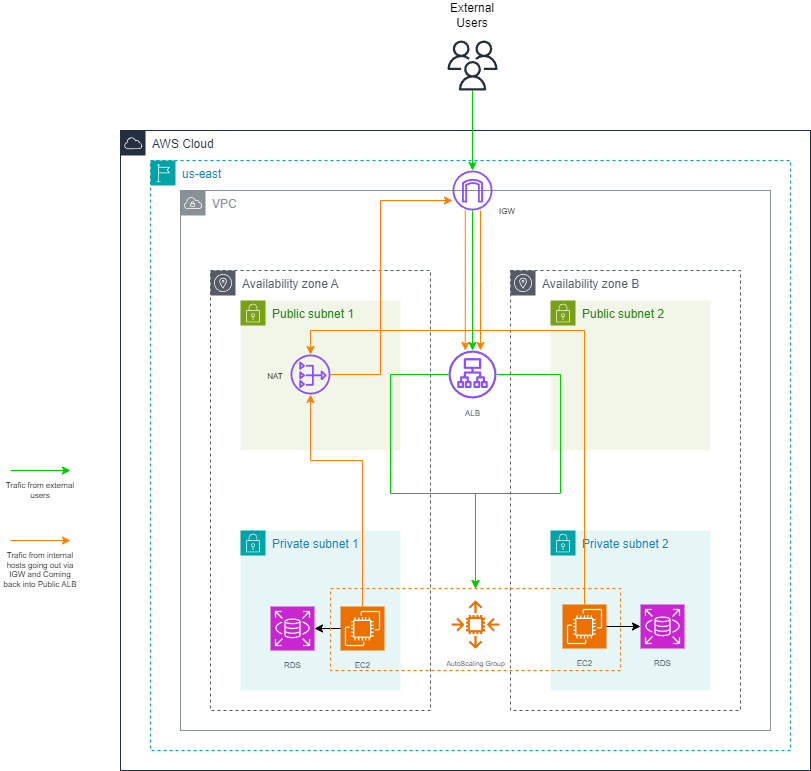 External
Users
AWS Cloud
us-east
VPC
IGW
Availability zone A
Availability zone B
Public subnet 1
Public subnet 2
NAT
ALB
Trafic from external
users
Trafic from internal
hosts going out via
IGW and Coming
back into Public ALB
Private subnet 1
Private subnet 2
RDS
EC2
AutoScaling Group
EC2
RDS